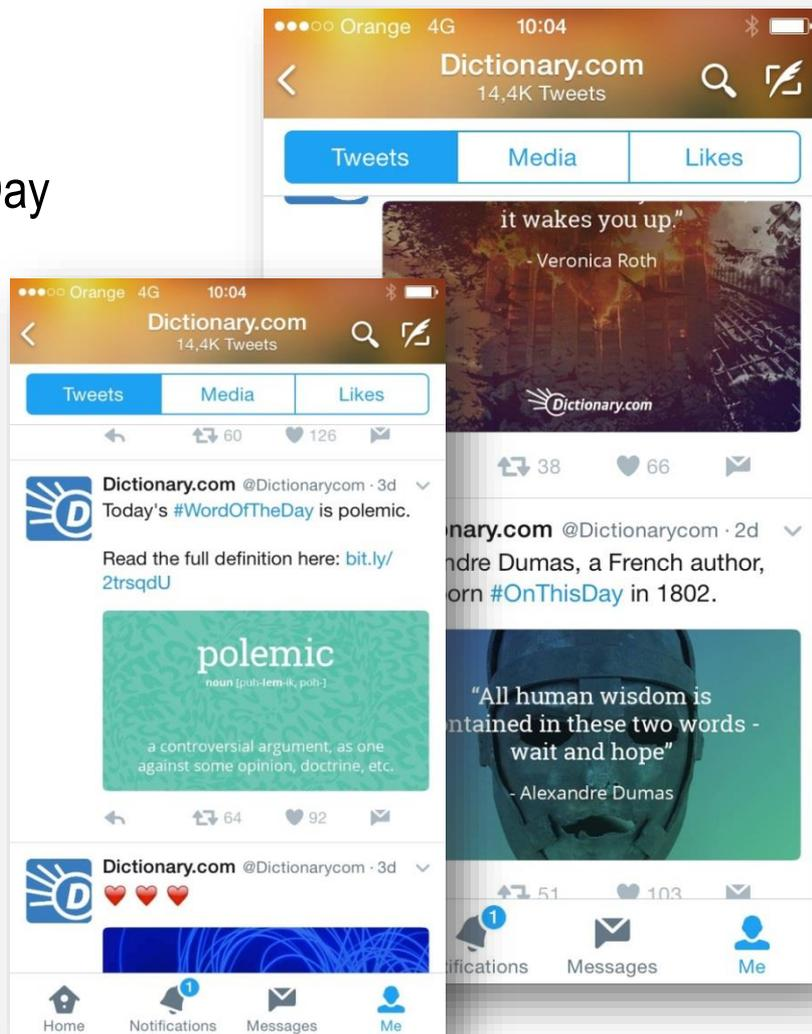 Day
Orange 4G 10:04
Dictionary.com
14,4K Tweets
Tweets Media Likes
it wakes you up.”
- Veronica Roth
Dictionary.com
38 66
nary.com @Dictionarycom · 2d
ndre Dumas, a French author,
orn #OnThisDay in 1802.
“All human wisdom is
ntained in these two words -
wait and hope”
- Alexandre Dumas
51 103
1
ifications Messages Me
Orange 4G 10:04
Dictionary.com
14,4K Tweets
Tweets Media Likes
60 126
Dictionary.com @Dictionarycom · 3d
Today's #WordOfTheDay is polemic.
Read the full definition here: bit.ly/
2trsqdU
polemic
noun [puh-lem-ik, poh-]
a controversial argument, as one
against some opinion, doctrine, etc.
64 92
Dictionary.com @Dictionarycom · 3d
1
Home Notifications Messages Me